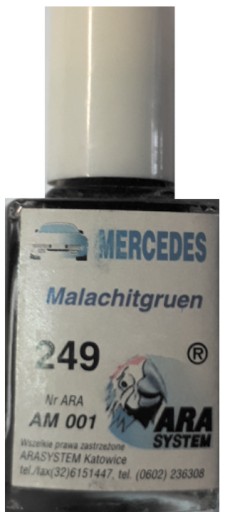 MERCEDES
Malachitgruen
249
®
Nr ARA
AM 001
ARA
SYSTEM
Wszelkie prawa zastrzeżone
ARASYSTEM Katowice
tel./fax(32)6151447, tel. (0602) 236308